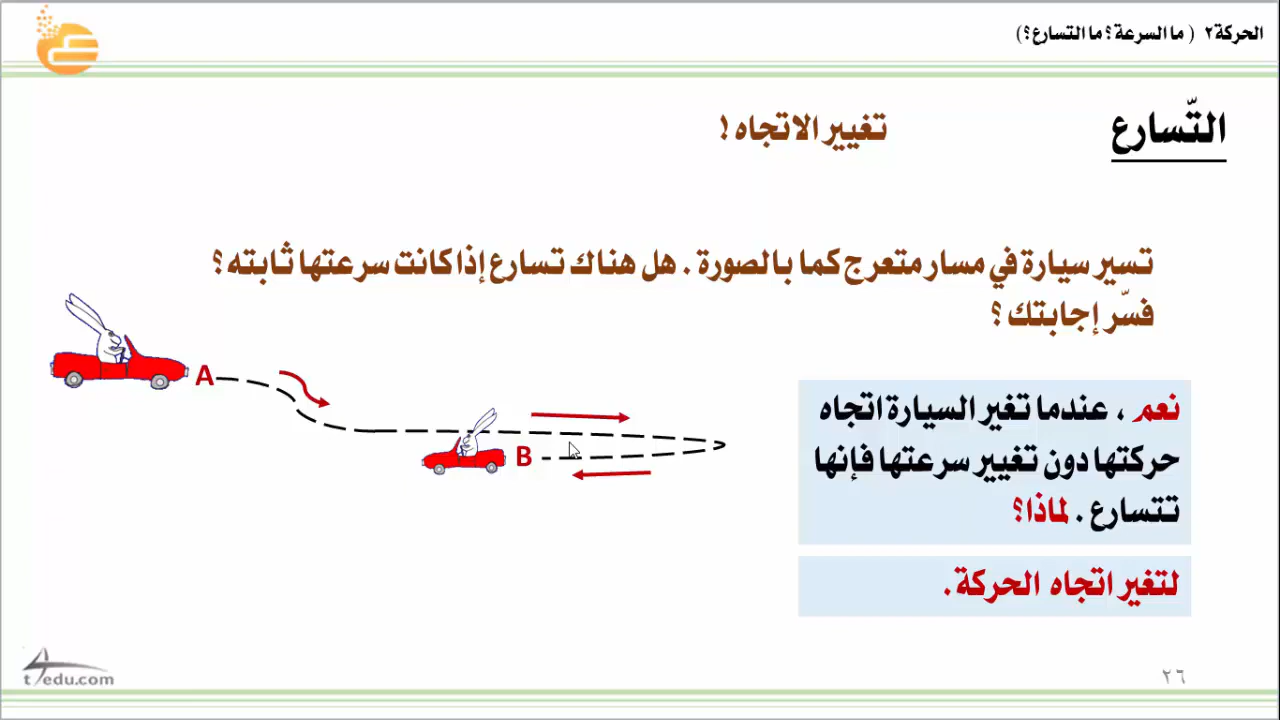 الحركة٢ ( ما السرعة ؟ ما التسارع ؟)
التّسارع
تغيير الاتجاه !
تسير سيارة في مسار متعرج كما بالصورة . هل هناك تسارع إذا كانت سرعتها ثابته ؟
فسّر إجابتك ؟
A
B
نعم ، عندما تغير السيارة اتجاه
حركتها دون تغيير سرعتها فإنها
تتسارع . لماذا؟
لتغير اتجاه الحركة .
t4edu.com
٢٦